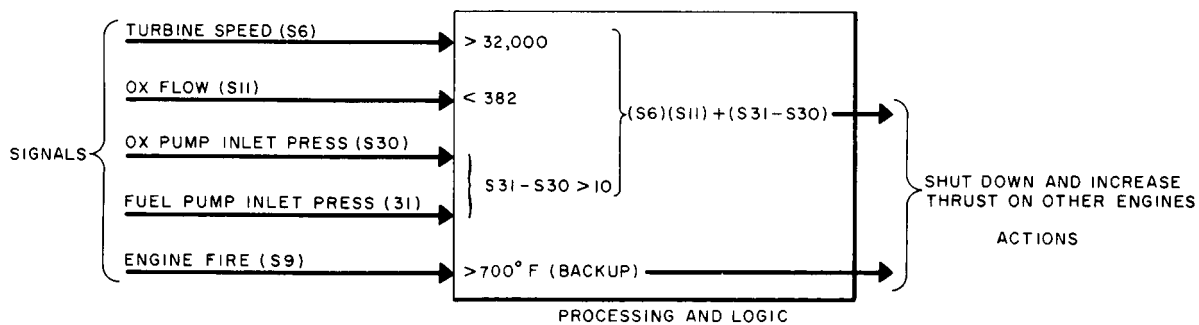 TURBINE SPEED (S6)
> 32,000
OX FLOW (S11)
< 382
(S6)(S11) + (S31-S30)
OX PUMP INLET PRESS (S30)
SIGNALS
S31-S30 > 10
SHUT DOWN AND INCREASE
THRUST ON OTHER ENGINES
FUEL PUMP INLET PRESS (31)
ACTIONS
ENGINE FIRE (S9)
>700° F (BACKUP)
PROCESSING AND LOGIC